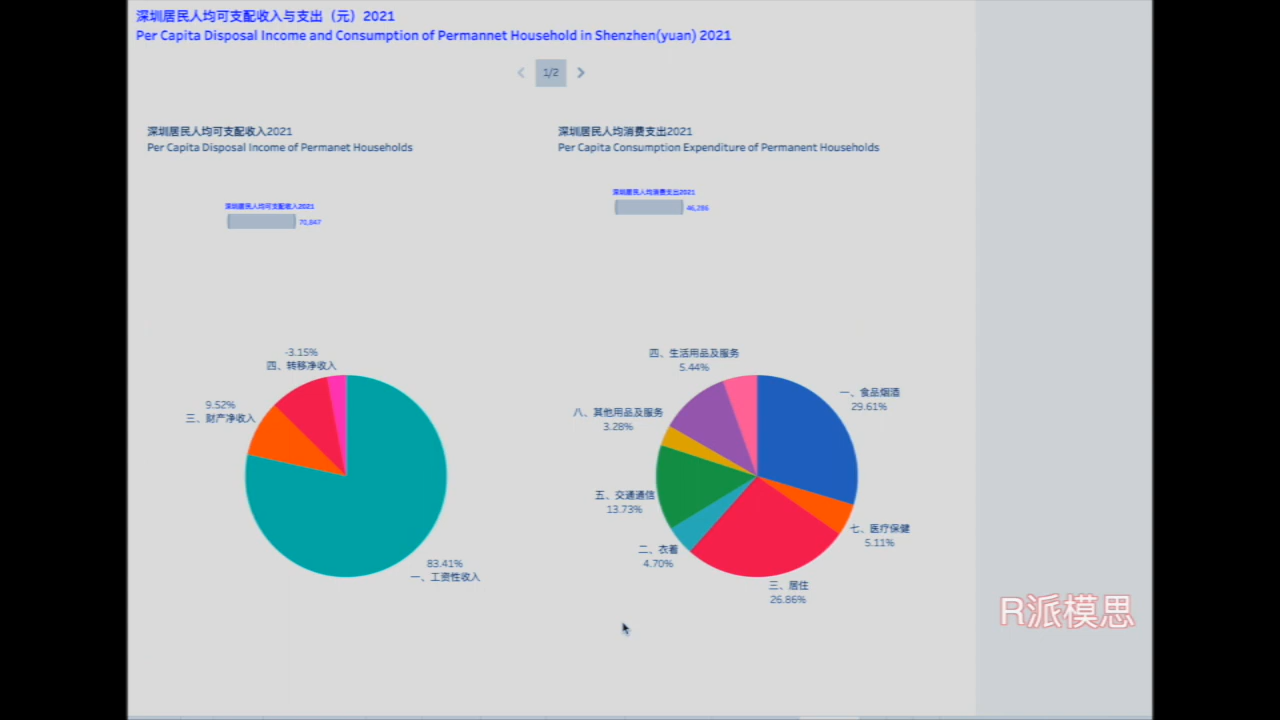 深圳居民人均可支配收入与支出（元）2021
Per Capita Disposal Income and Consumption of Permannet Household in Shenzhen(yuan) 2021
1/2
深圳居民人均可支配收入2021
Per Capita Disposal Income of Permanet Households
深圳居民人均可支配收入2021
70,847
-3.15%
四、转移净收入
9.52%
三、财产净收入
83.41%
一、工资性收入
深圳居民人均消费支出2021
Per Capita Consumption Expenditure of Permanent Households
深圳居民人均消费支出2021
46,286
四、生活用品及服务
5.44%
一、食品烟酒
29.61%
八、其他用品及服务
3.28%
五、交通通信
13.73%
七、医疗保健
5.11%
二、衣着
4.70%
三、居住
26.86%
R派模思